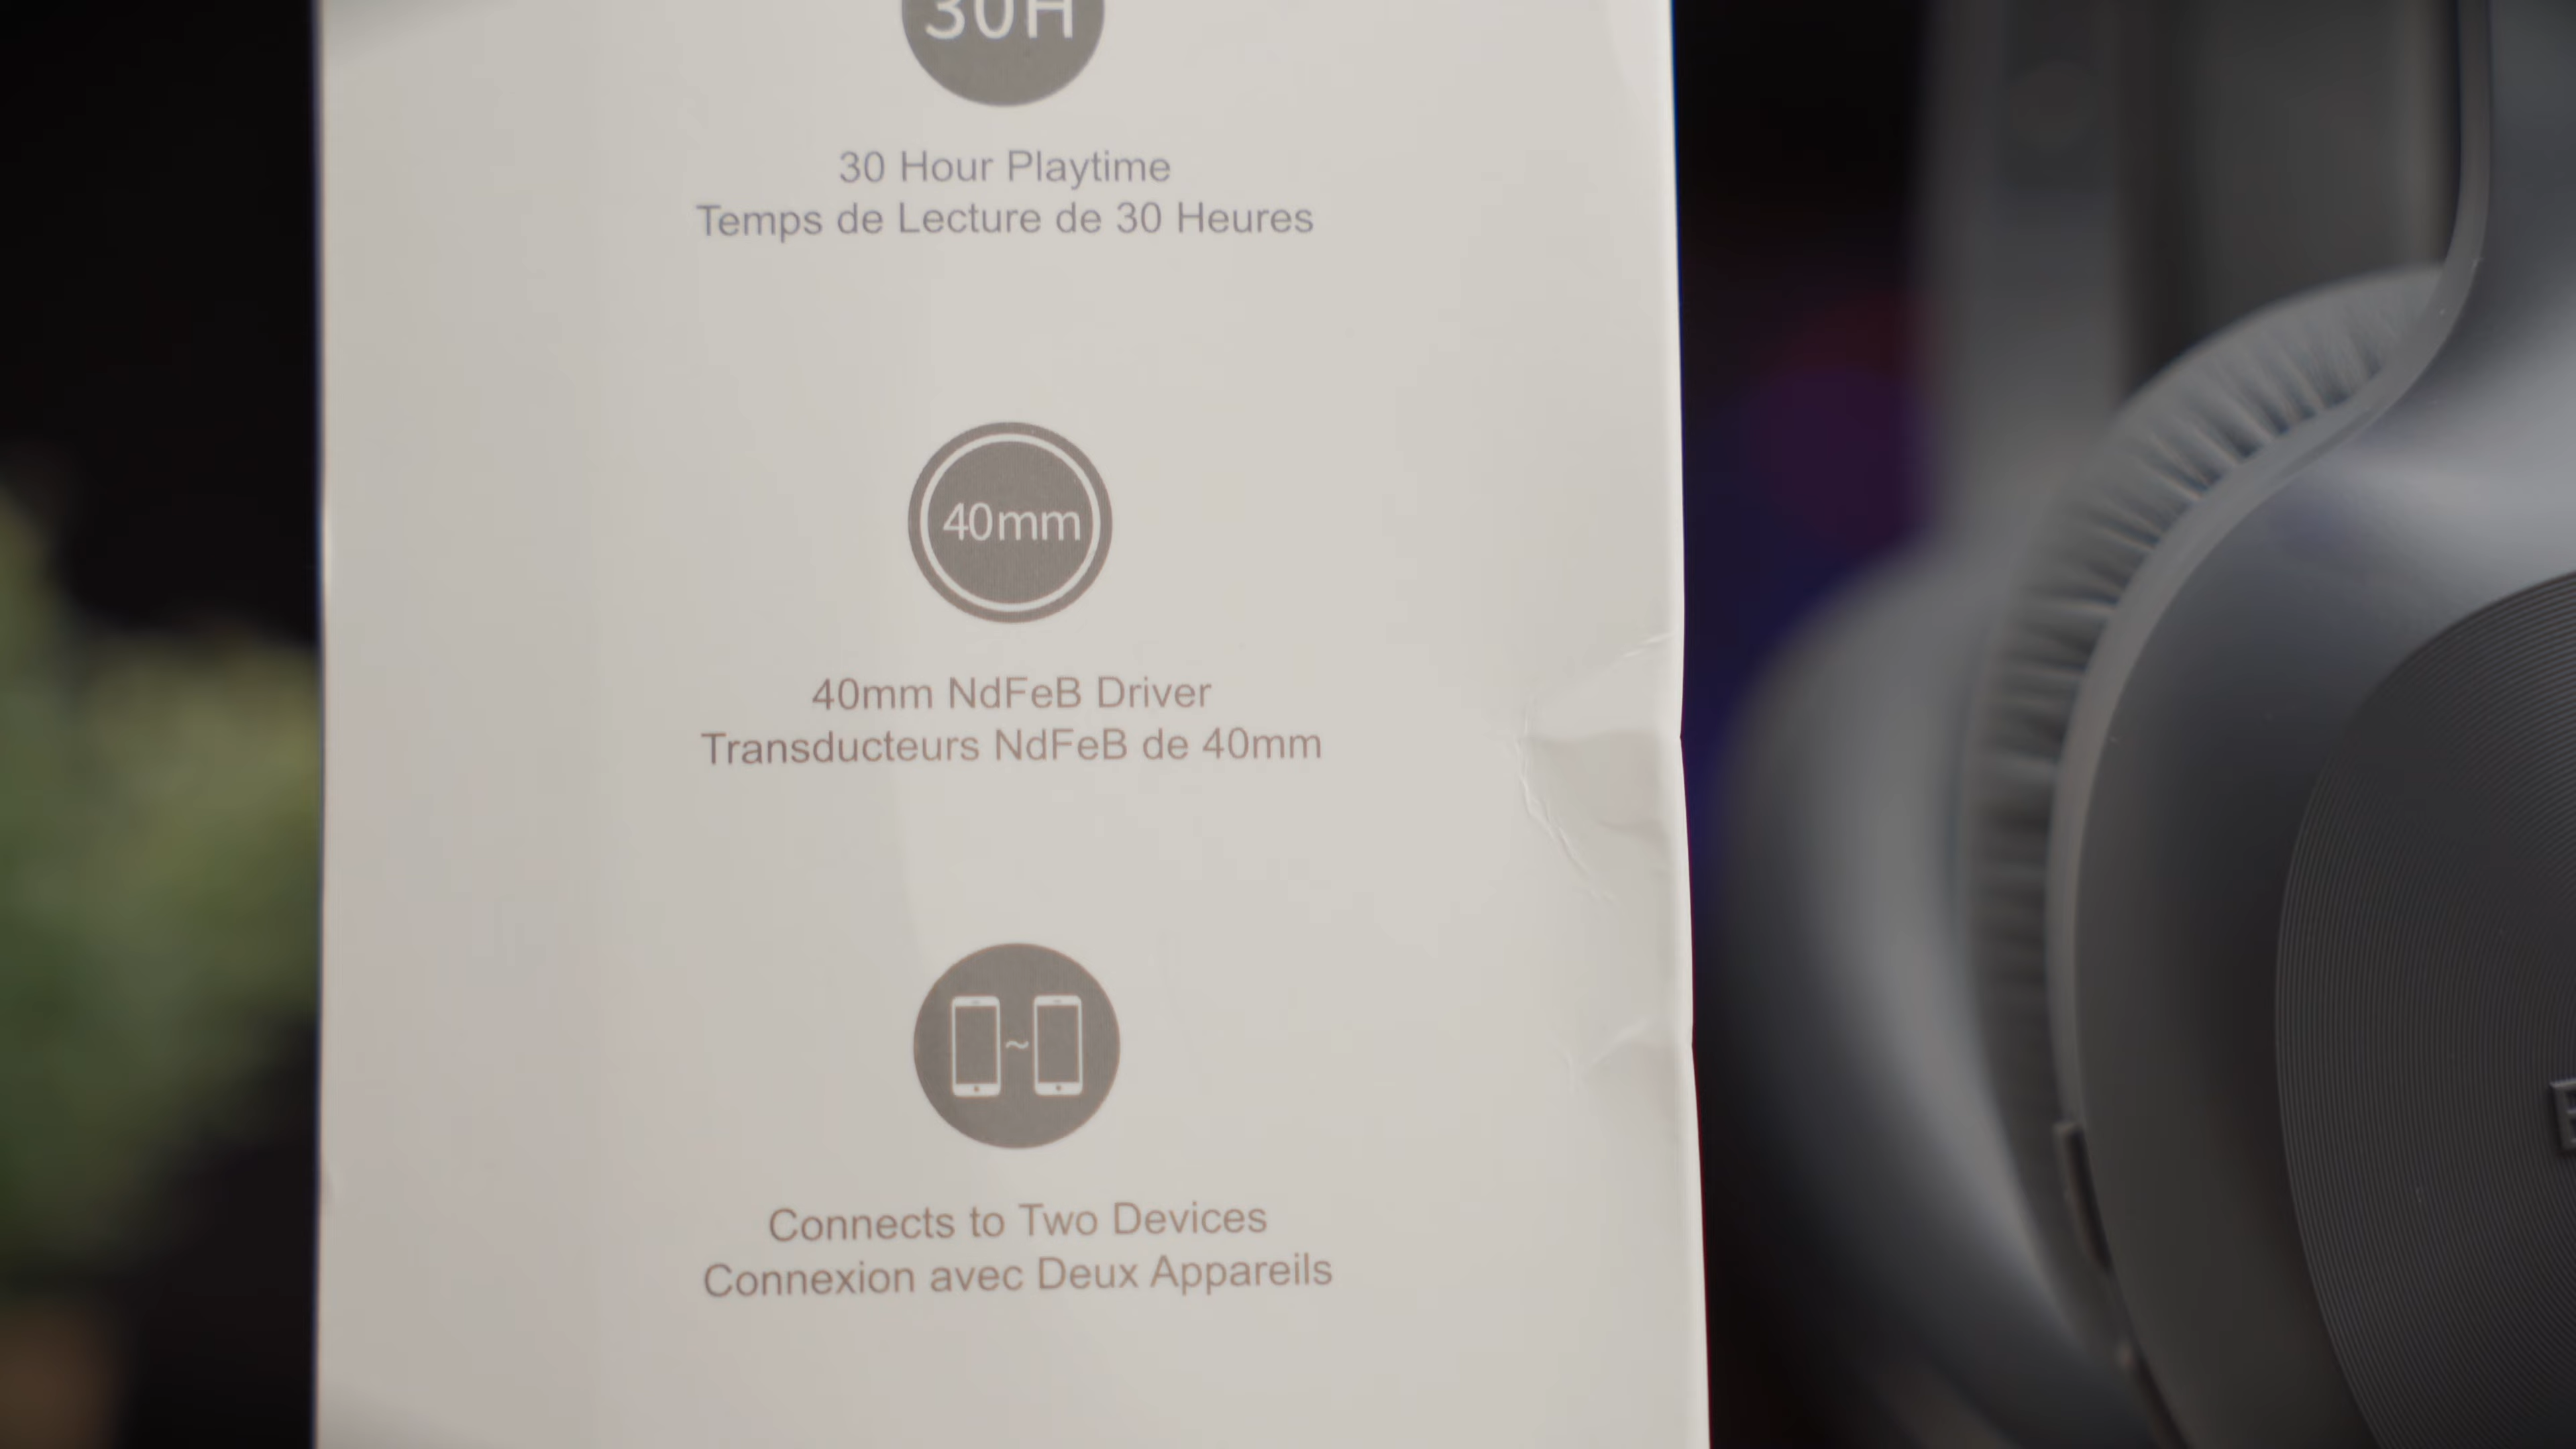 30H
30 Hour Playtime
Temps de Lecture de 30 Heures
40mm
40mm NdFeB Driver
Transducteurs NdFeB de 40mm
Connects to Two Devices
Connexion avec Deux Appareils